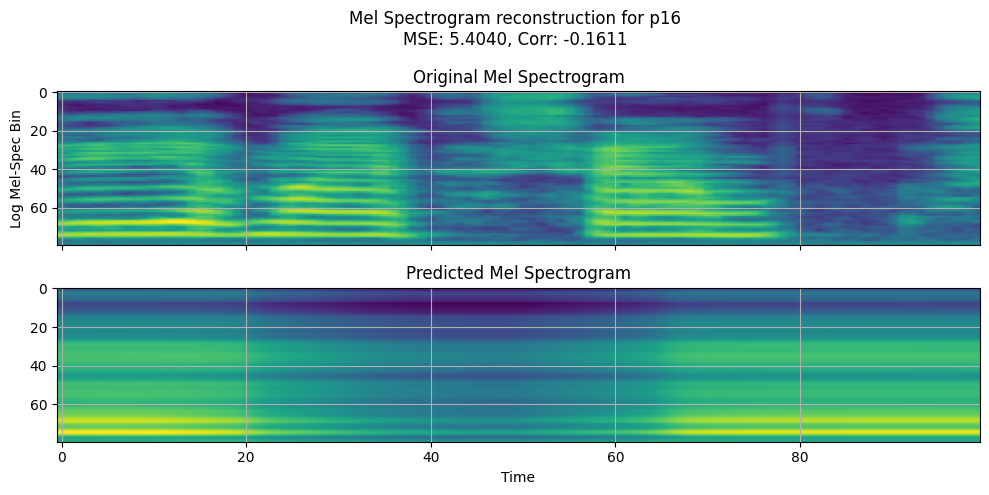 Mel Spectrogram reconstruction for p16
MSE: 5.4040, Corr: -0.1611
Original Mel Spectrogram
0
20
40
60
Log Mel-Spec Bin
Predicted Mel Spectrogram
0
20
40
60
0 20 40 60 80
Time